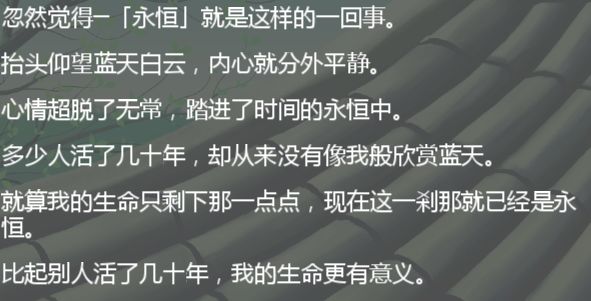 忽然觉得─「永恒」就是这样的一回事。
抬头仰望蓝天白云，内心就分外平静。
心情超脱了无常，踏进了时间的永恒中。
多少人活了几十年，却从来没有像我般欣赏蓝天。
就算我的生命只剩下那一点点，现在这一刹那就已经是永
恒。
比起别人活了几十年，我的生命更有意义。